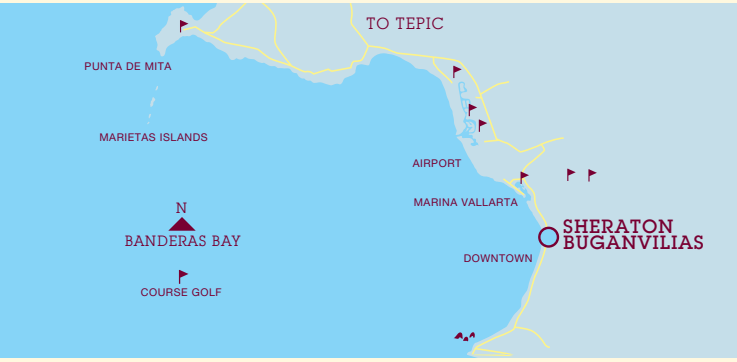 TO TEPIC
PUNTA DE MITA
MARIETAS ISLANDS
AIRPORT
MARINA VALLARTA
N
BANDERAS BAY
SHERATON
BUGANVILIAS
DOWNTOWN
COURSE GOLF